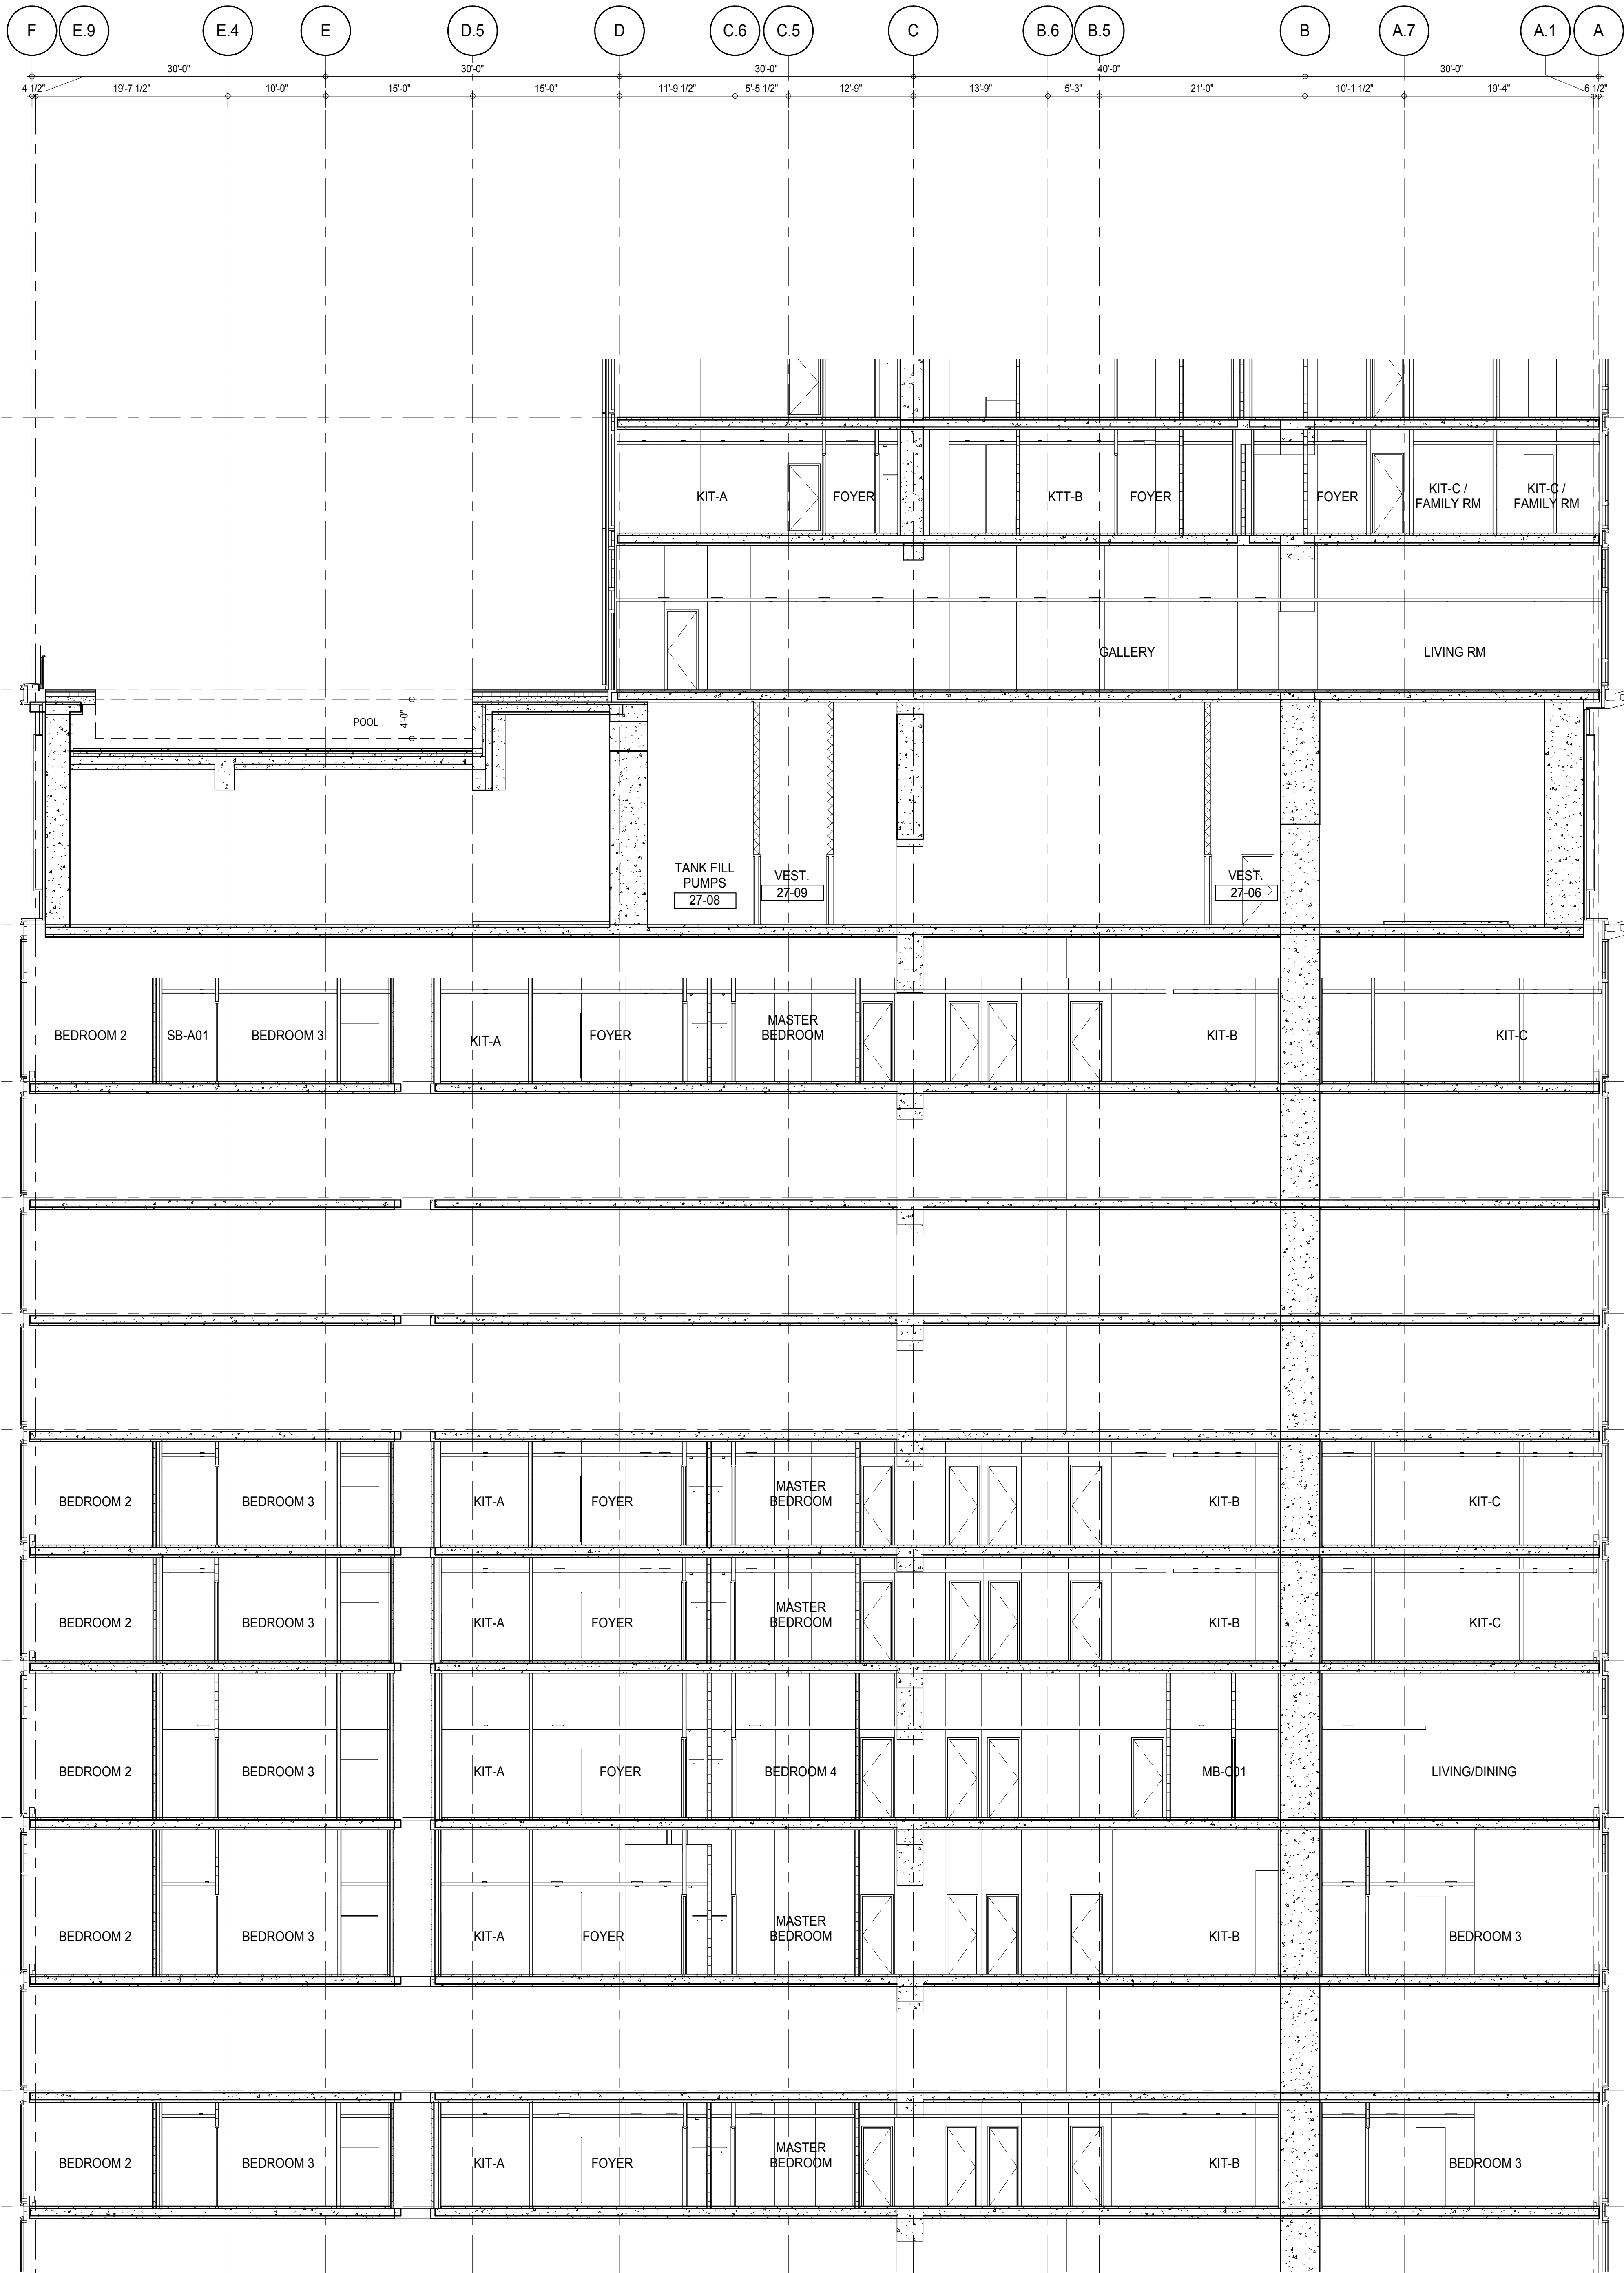 F E.9 E.4 E D.5 D C.6 C.5 C B.6 B.5 B A.7 A.1 A
30'-0" 30'-0" 30'-0" 40'-0" 30'-0"
4 1/2" 19'-7 1/2" 10'-0" 15'-0" 15'-0" 11'-9 1/2" 5'-5 1/2" 12'-9" 13'-9" 5'-3" 21'-0" 10'-1 1/2" 19'-4" 6 1/2"
KIT-A FOYER KTT-B FOYER FOYER
KIT-C /
FAMILY RM
KIT-C /
FAMILY RM
GALLERY LIVING RM
POOL 4'-0"
TANK FILL
PUMPS
27-08
VEST.
27-09
VEST.
27-06
BEDROOM 2 SB-A01 BEDROOM 3 KIT-A FOYER
MASTER
BEDROOM
KIT-B KIT-C
BEDROOM 2 BEDROOM 3 KIT-A FOYER
MASTER
BEDROOM
KIT-B KIT-C
BEDROOM 2 BEDROOM 3 KIT-A FOYER
MASTER
BEDROOM
KIT-B KIT-C
BEDROOM 2 BEDROOM 3 KIT-A FOYER BEDROOM 4 MB-C01 LIVING/DINING
BEDROOM 2 BEDROOM 3 KIT-A FOYER
MASTER
BEDROOM
KIT-B BEDROOM 3
BEDROOM 2 BEDROOM 3 KIT-A FOYER
MASTER
BEDROOM
KIT-B BEDROOM 3